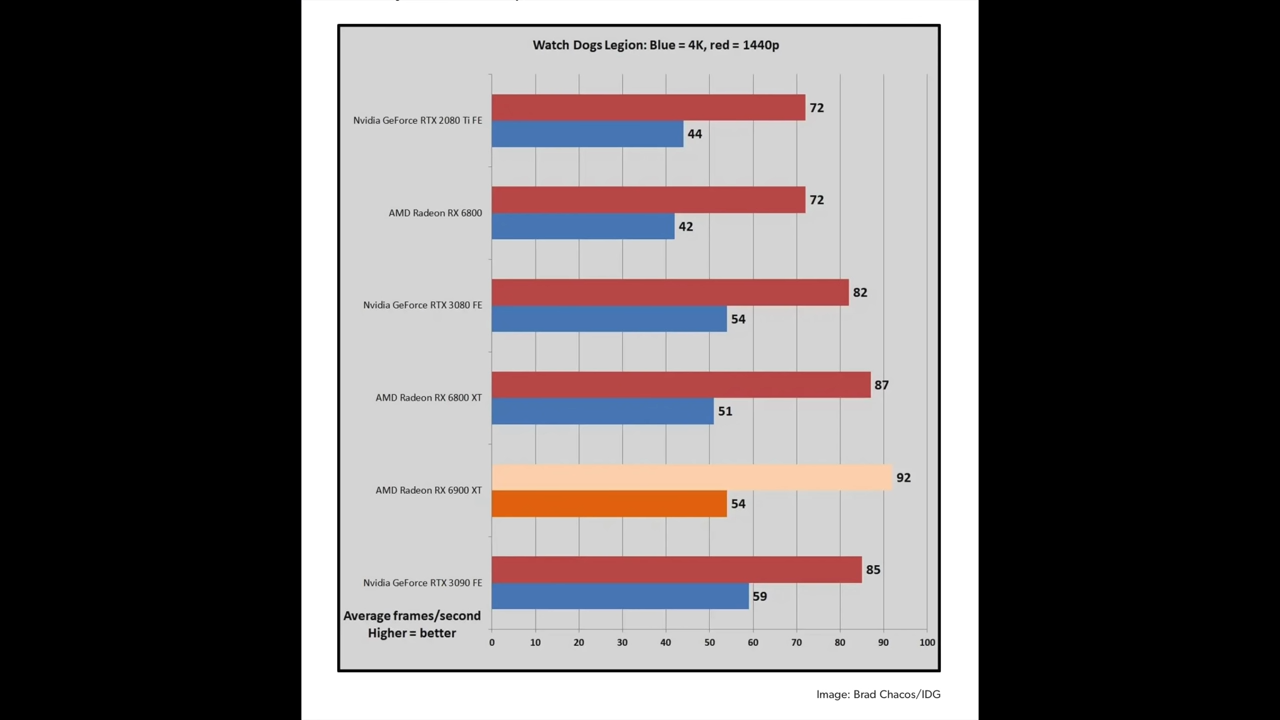 Watch Dogs Legion: Blue = 4K, red = 1440p
Nvidia GeForce RTX 2080 Ti FE
72
44
AMD Radeon RX 6800
72
42
Nvidia GeForce RTX 3080 FE
82
54
AMD Radeon RX 6800 XT
87
51
AMD Radeon RX 6900 XT
92
54
Nvidia GeForce RTX 3090 FE
85
59
Average frames/second
Higher = better
0 10 20 30 40 50 60 70 80 90 100
Image: Brad Chacos/IDG